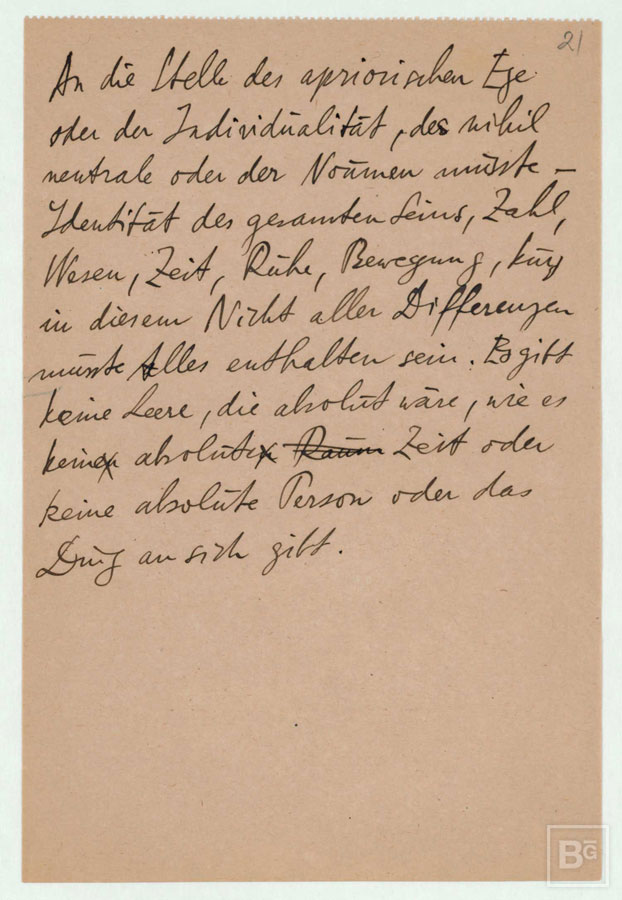 21
An die Stelle des apriorischen Ego
oder der Individualität, des nihil
neutrale oder der Noumen müsste –
Identität des gesamten Seins, Zahl,
Wesen, Zeit, Ruhe, Bewegung, kurz
in diesem Nicht aller Differenzen
müsste Alles enthalten sein. Es gibt
keine Leere, die absolut wäre, wie es
keine absolute Raum Zeit oder
keine absolute Person oder das
Ding an sich gibt.
BG